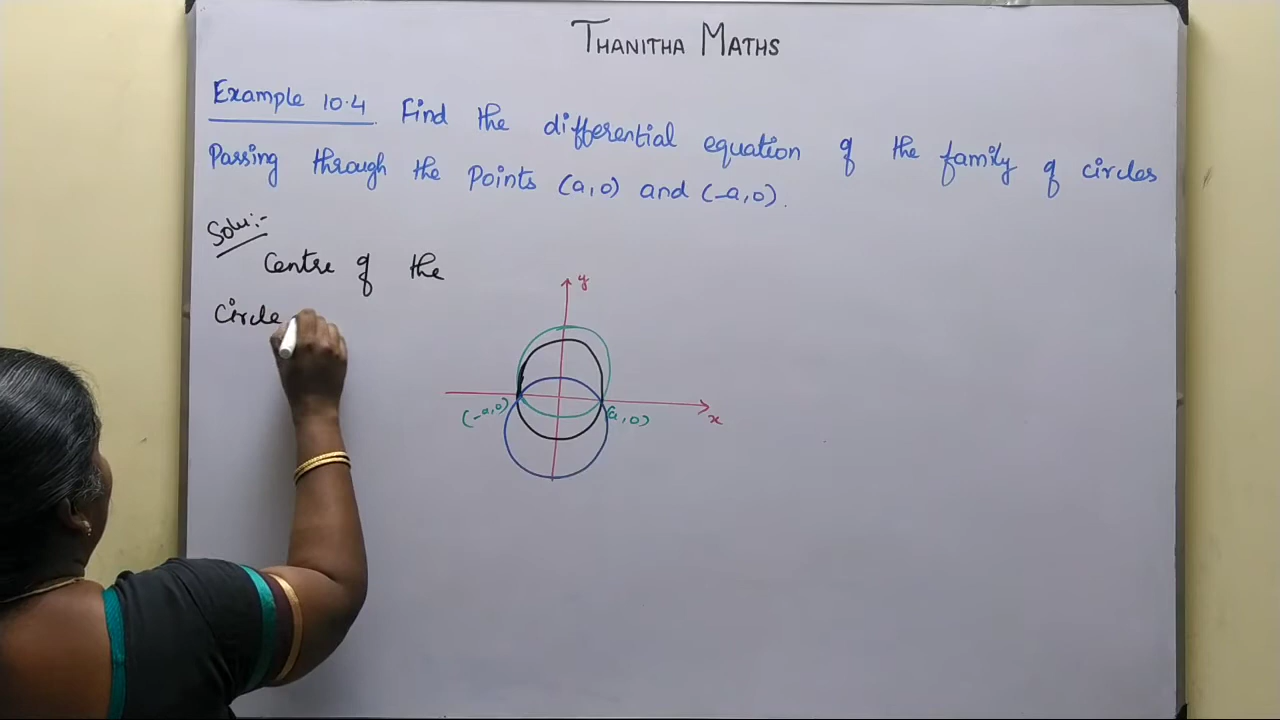 THANITHA MATHS
Example 10.4 Find the differential equation of the family of circles
Passing through the Points (a,0) and (-a,0).
Solu:-
Centre of the
Circle
y
(-a,0)
(a,0)
x